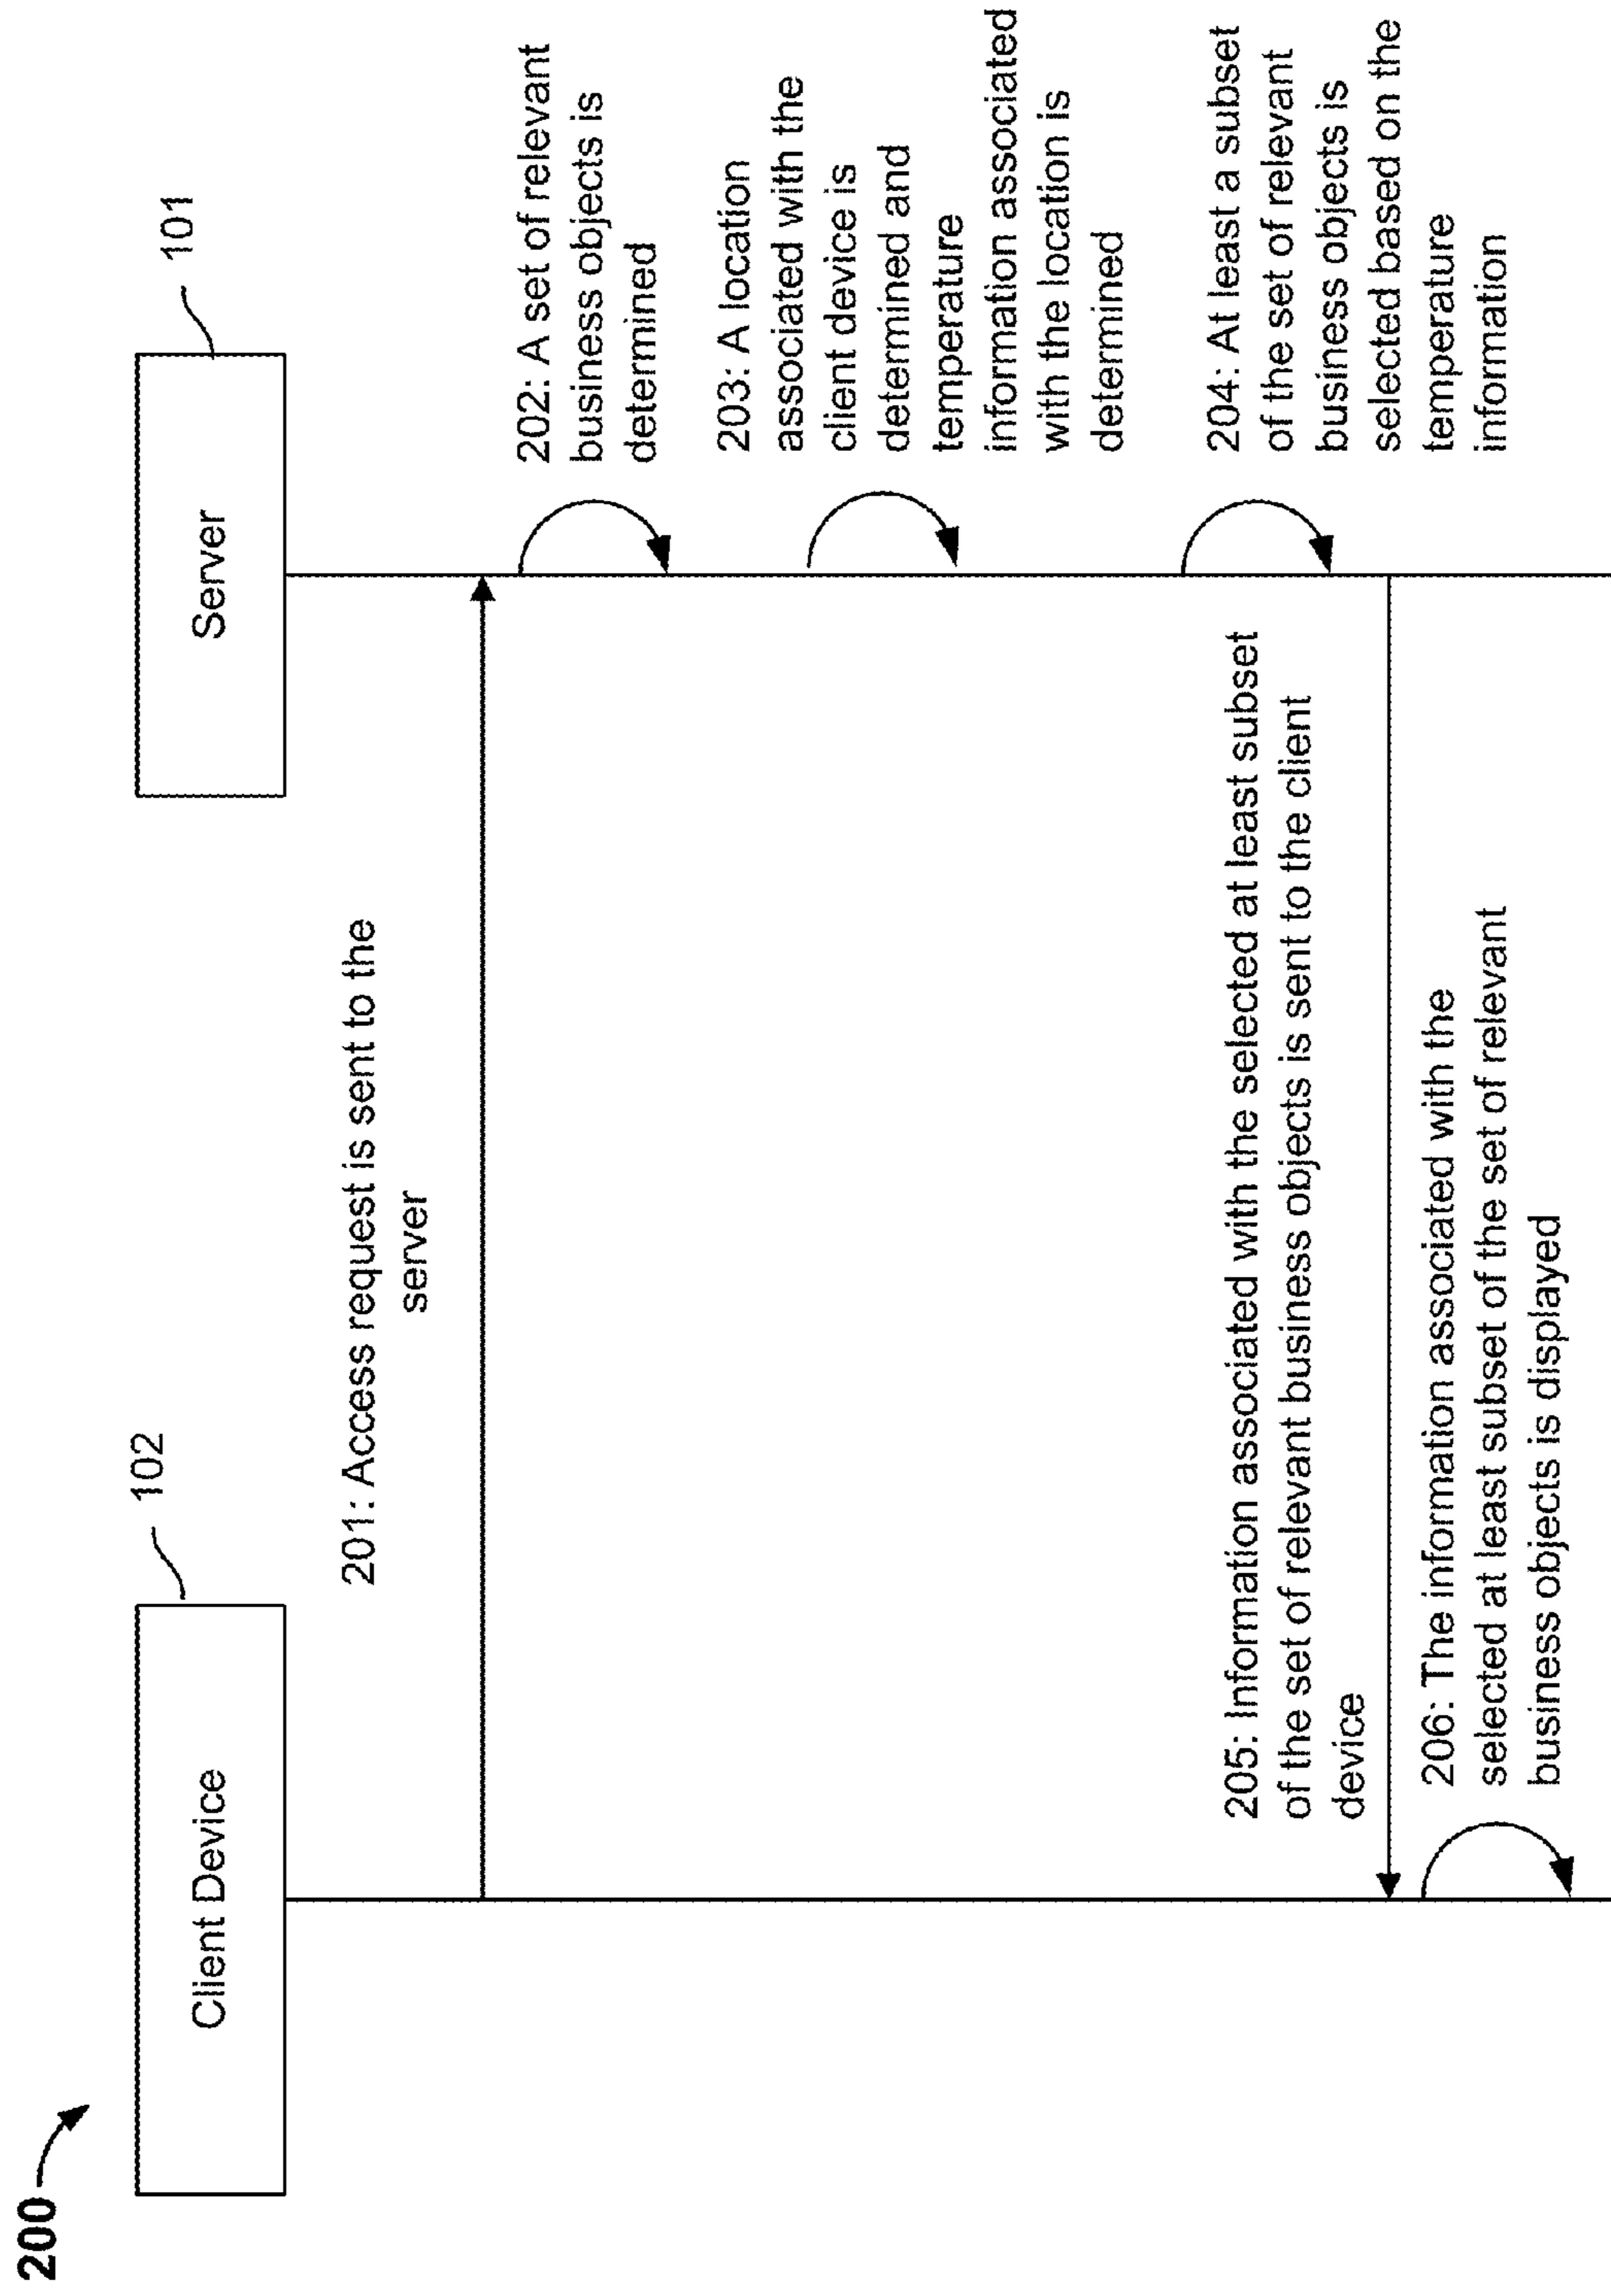 200
Client Device
102
Server
101
201: Access request is sent to the
server
202: A set of relevant
business objects is
determined
203: A location
associated with the
client device is
determined and
temperature
information associated
with the location is
determined
204: At least a subset
of the set of relevant
business objects is
selected based on the
temperature
information
205: Information associated with the selected at least subset
of the set of relevant business objects is sent to the client
device
206: The information associated with the
selected at least subset of the set of relevant
business objects is displayed